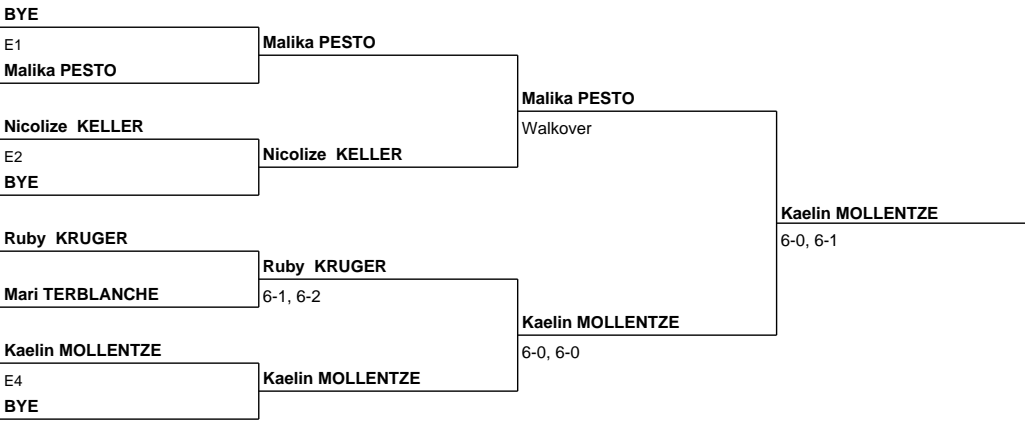 BYE
E1
Malika PESTO
Malika PESTO
Malika PESTO
Walkover
Nicolize  KELLER
E2
Nicolize  KELLER
BYE
Kaelin MOLLENTZE
6-0, 6-1
Ruby  KRUGER
Ruby  KRUGER
Mari TERBLANCHE
6-1, 6-2
Kaelin MOLLENTZE
6-0, 6-0
Kaelin MOLLENTZE
E4
Kaelin MOLLENTZE
BYE